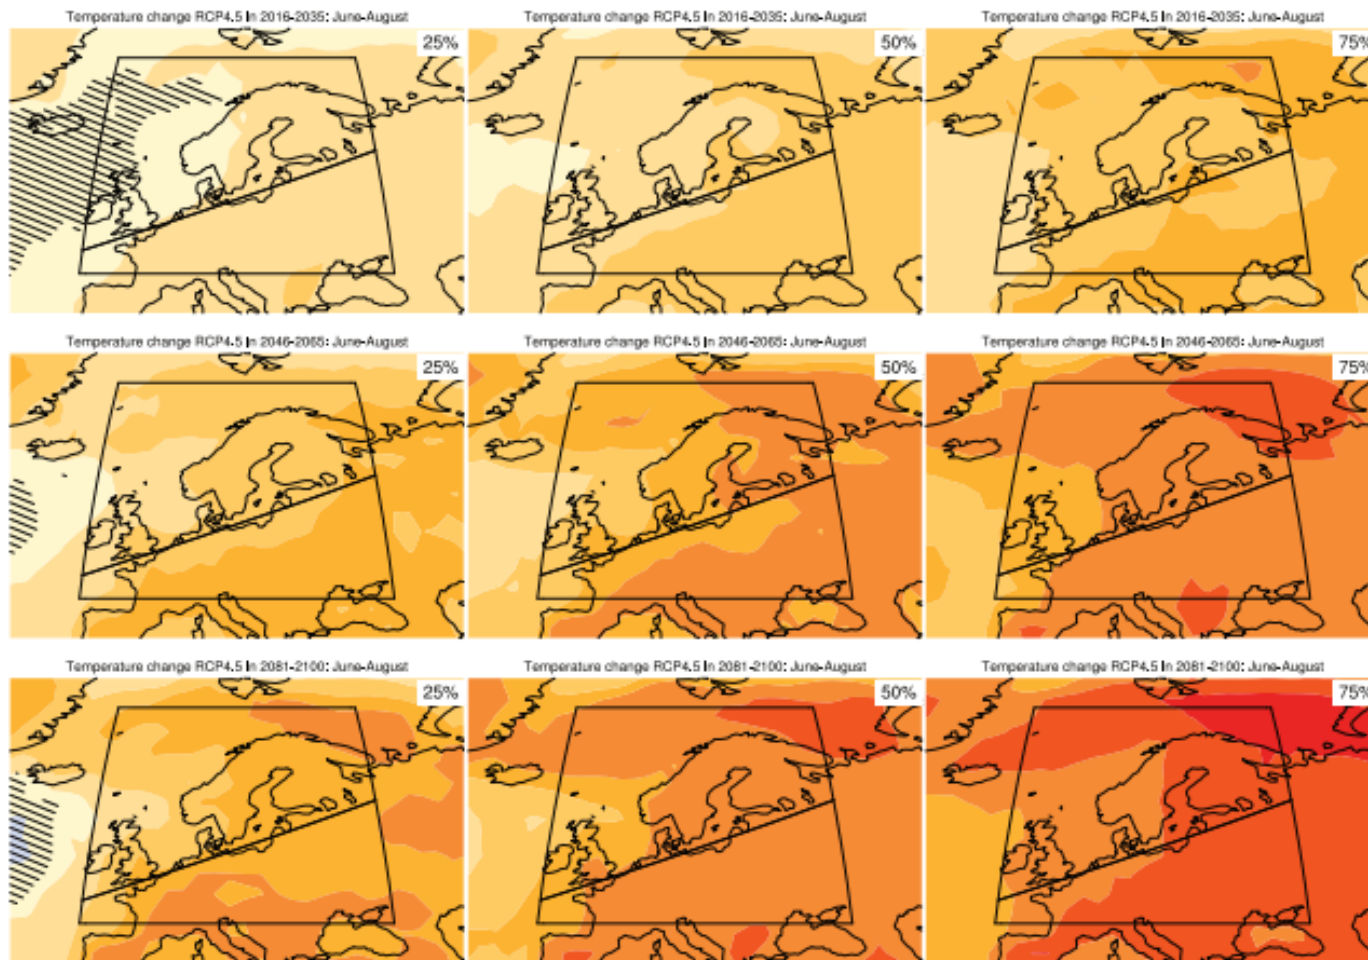 Temperature change RCP4.5 in 2016-2035: June-August
Temperature change RCP4.5 in 2016-2035: June-August
Temperature change RCP4.5 in 2016-2035: June-August
25%
50%
75%
Temperature change RCP4.5 in 2046-2065: June-August
Temperature change RCP4.5 in 2046-2065: June-August
Temperature change RCP4.5 in 2046-2065: June-August
25%
50%
75%
Temperature change RCP4.5 in 2081-2100: June-August
Temperature change RCP4.5 in 2081-2100: June-August
Temperature change RCP4.5 in 2081-2100: June-August
25%
50%
75%